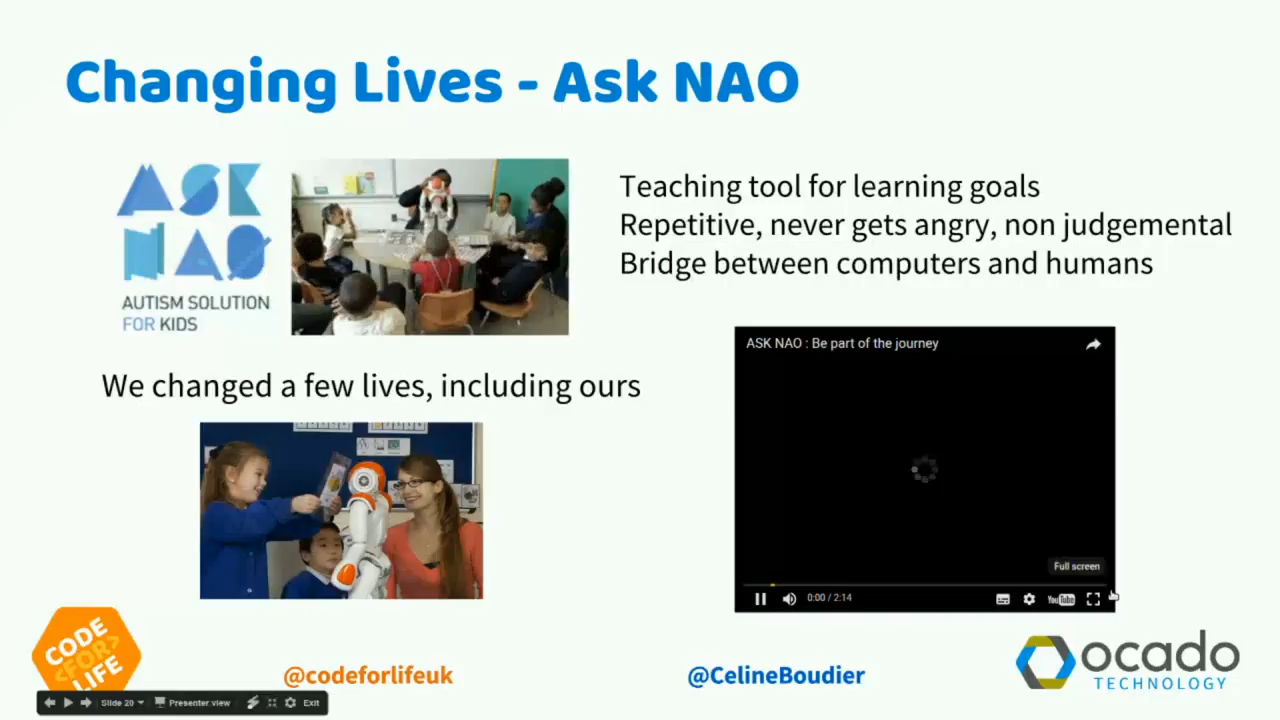 Changing Lives - Ask NAO
ASK
NAO
AUTISM SOLUTION
FOR KIDS
Teaching tool for learning goals
Repetitive, never gets angry, non judgemental
Bridge between computers and humans
We changed a few lives, including ours
ASK NAO : Be part of the journey
Full screen
0:00 / 2:14
YouTube
CODE
<FOR>
LIFE
@codeforlifeuk
@CelineBoudier
ocado
TECHNOLOGY
Slide 20
Presenter view
Exit